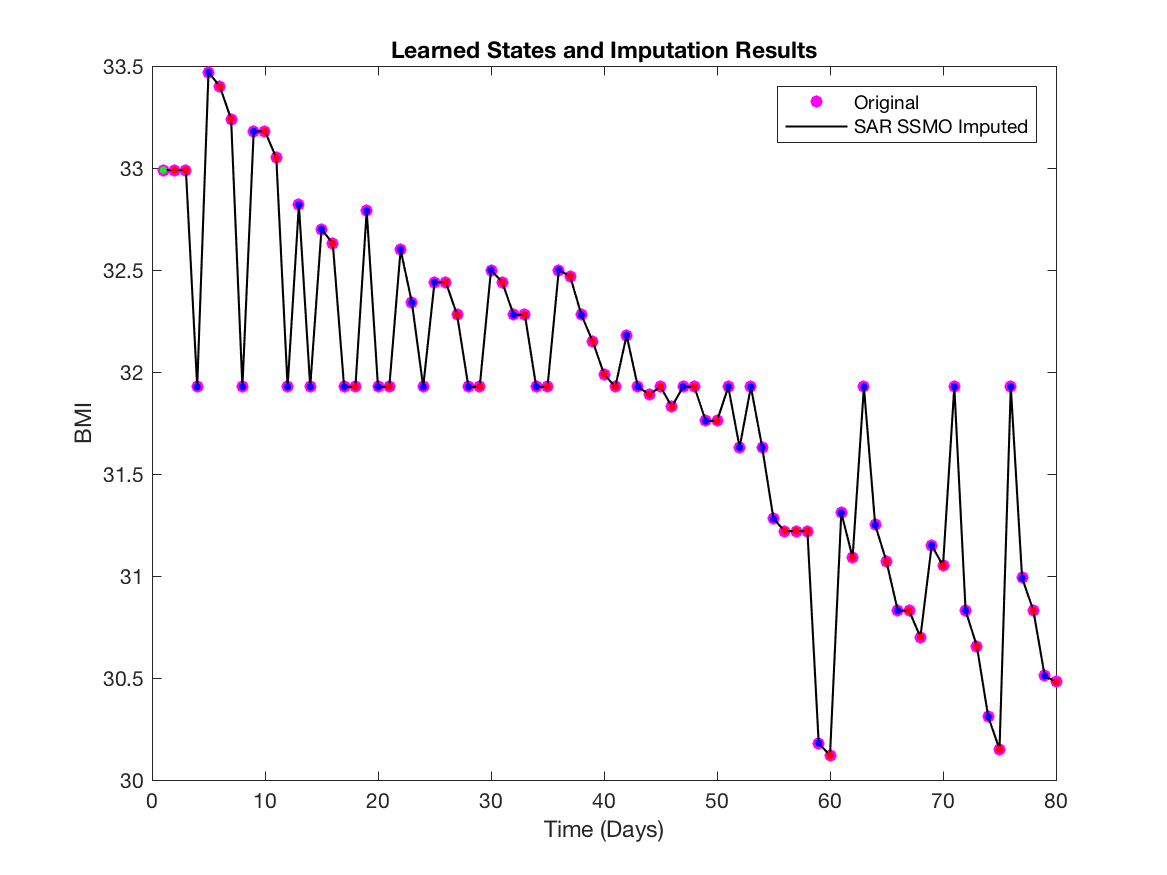 Learned States and Imputation Results
Original
SAR SSMO Imputed
33.5
33
32.5
32
31.5
31
30.5
30
BMI
0 10 20 30 40 50 60 70 80
Time (Days)